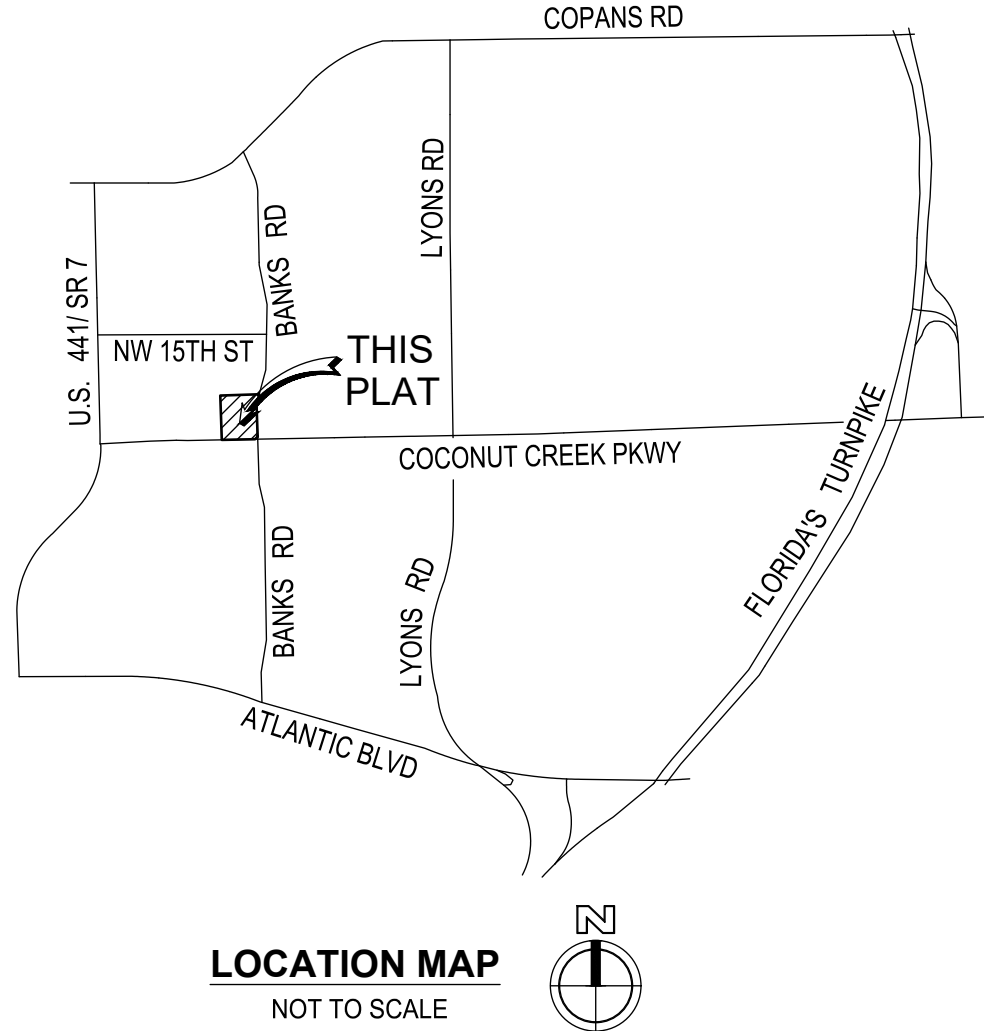 COPANS RD
LYONS RD
BANKS RD
U.S. 441/ SR 7
NW 15TH ST
THIS
PLAT
COCONUT CREEK PKWY
FLORIDA'S TURNPIKE
BANKS RD
LYONS RD
ATLANTIC BLVD
N
LOCATION MAP
NOT TO SCALE